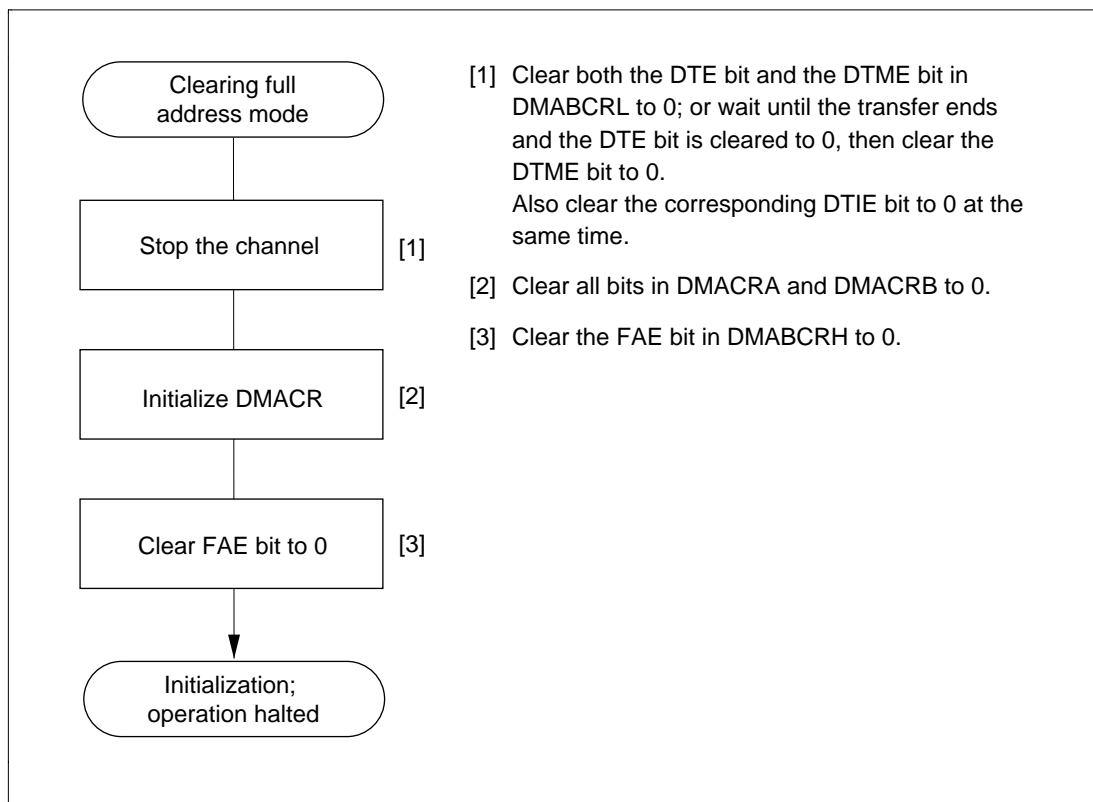 Clearing full
address mode
Stop the channel
[1]
Initialize DMACR
[2]
Clear FAE bit to 0
[3]
Initialization;
operation halted
[1] Clear both the DTE bit and the DTME bit in
DMABCRL to 0; or wait until the transfer ends
and the DTE bit is cleared to 0, then clear the
DTME bit to 0.
Also clear the corresponding DTIE bit to 0 at the
same time.
[2] Clear all bits in DMACRA and DMACRB to 0.
[3] Clear the FAE bit in DMABCRH to 0.